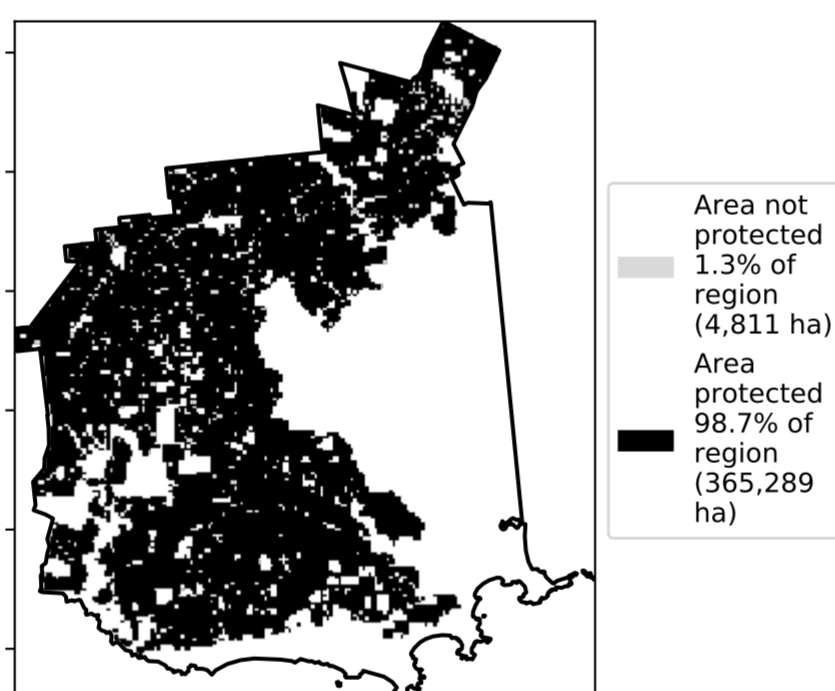 Area not
protected
1.3% of
region
(4,811 ha)
Area
protected
98.7% of
region
(365,289
ha)